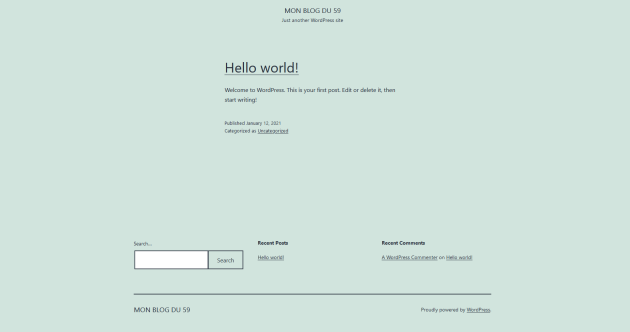 MON BLOG DU 59
Just another WordPress site
Hello world!
Welcome to WordPress. This is your first post. Edit or delete it, then
start writing!
Published January 12, 2021
Categorized as Uncategorized
Search…
Search
Recent Posts
Hello world!
Recent Comments
A WordPress Commenter on Hello world!
MON BLOG DU 59
Proudly powered by WordPress.